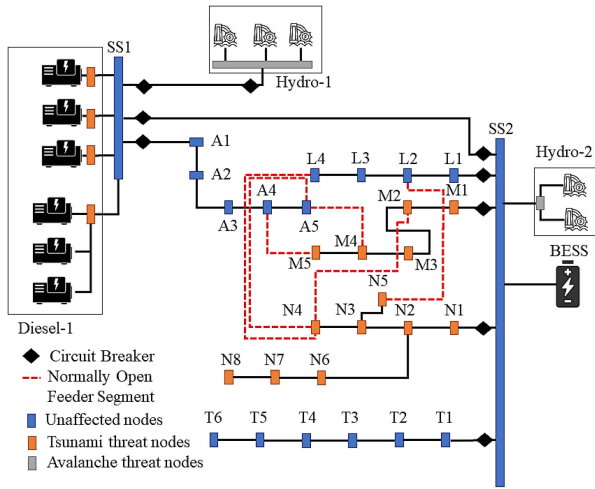 SS1
Hydro-1
SS2
A1
L4
L3
L2
L1
Hydro-2
A2
A4
M2
M1
A3
A5
BESS
M5
M4
M3
N5
N4
N3
N2
N1
Diesel-1
N8
N7
N6
Circuit Breaker
Normally Open
Feeder Segment
Unaffected nodes
Tsunami threat nodes
Avalanche threat nodes
T6
T5
T4
T3
T2
T1